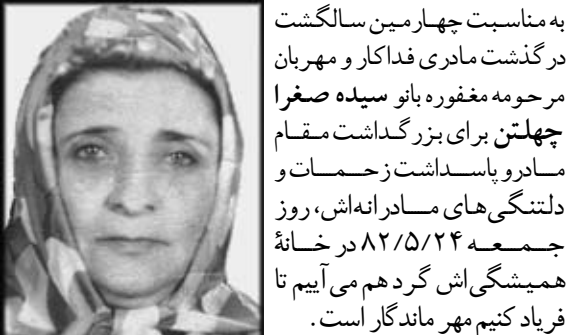 به مناسبت چهارمین سالگشت
درگذشت مادری فداکار و مهربان
مرحومه مغفوره بانو سیده صغرا
چهلتن برای بزرگداشت مقام
مادر و پاسداشت زحمات و
دلتنگی‌های مادرانه‌اش، روز
جمعه ۸۲/۵/۲۴ در خانهٔ
همیشگی‌اش گرد هم می‌آییم تا
فریاد کنیم مهر ماندگار است.